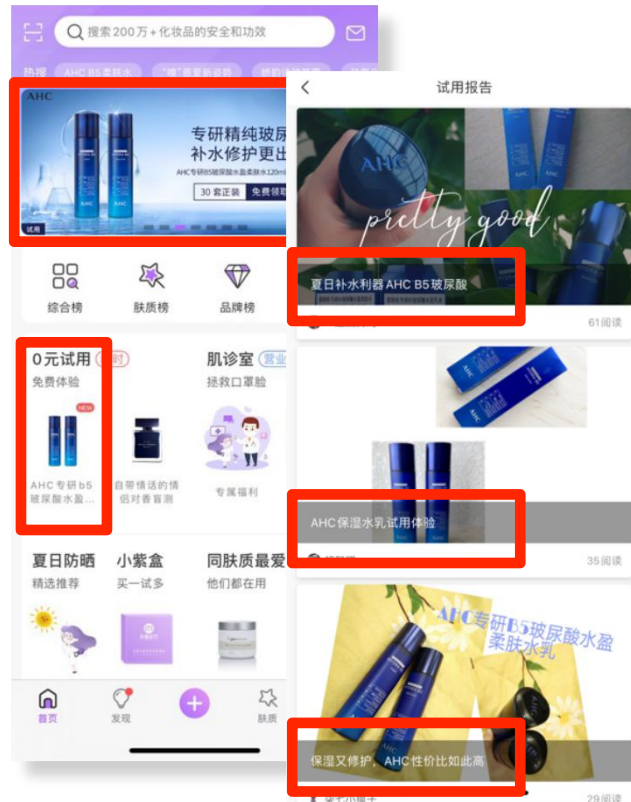 搜索200万+化妆品的安全和功效
热搜
AHC B5柔肤水
AHC
专研精纯玻尿
补水修护更出
AHC专研B5玻尿酸水盈柔肤水120ml
30 套正装
免费领取
试用
综合榜
肤质榜
品牌榜
0元试用
免费体验
NEW
AHC专研b5
玻尿酸水盈...
自带情话的情
侣对香盲测
肌诊室
营业
拯救口罩脸
专属福利
夏日防晒
精选推荐
小紫盒
买一试多
同肤质最爱
他们都在用
首页
发现
肤质
试用报告
AHC
pretty good
夏日补水利器AHC B5玻尿酸
61阅读
AHC保湿水乳试用体验
35阅读
AHC专研B5玻尿酸水盈
柔肤水乳
保湿又修护，AHC性价比如此高
29阅读